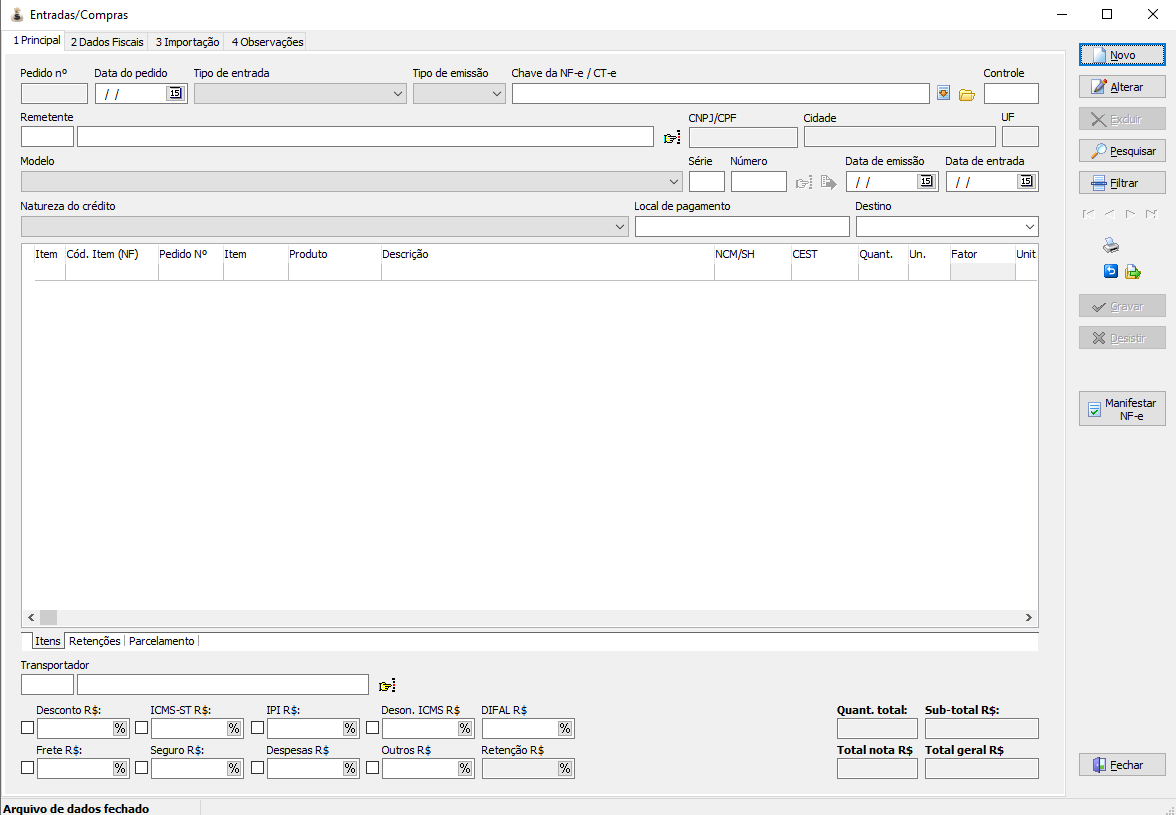 Entradas/Compras
1 Principal 2 Dados Fiscais 3 Importação 4 Observações
Novo
Pedido nº Data do pedido Tipo de entrada Tipo de emissão Chave da NF-e / CT-e Controle
/ / 15
Alterar
Remetente CNPJ/CPF Cidade UF
Excluir
Pesquisar
Modelo Série Número Data de emissão Data de entrada
/ / 15 / / 15
Filtrar
Natureza do crédito Local de pagamento Destino
Item Cód. Item (NF) Pedido Nº Item Produto Descrição NCM/SH CEST Quant. Un. Fator Unit
Gravar
Desistir
Manifestar
NF-e
Itens Retenções Parcelamento
Transportador
Desconto R$: ICMS-ST R$: IPI R$: Deson. ICMS R$ DIFAL R$ Quant. total: Sub-total R$:
% % % % %
Frete R$: Seguro R$: Despesas R$ Outros R$ Retenção R$ Total nota R$ Total geral R$
% % % % %
Fechar
Arquivo de dados fechado